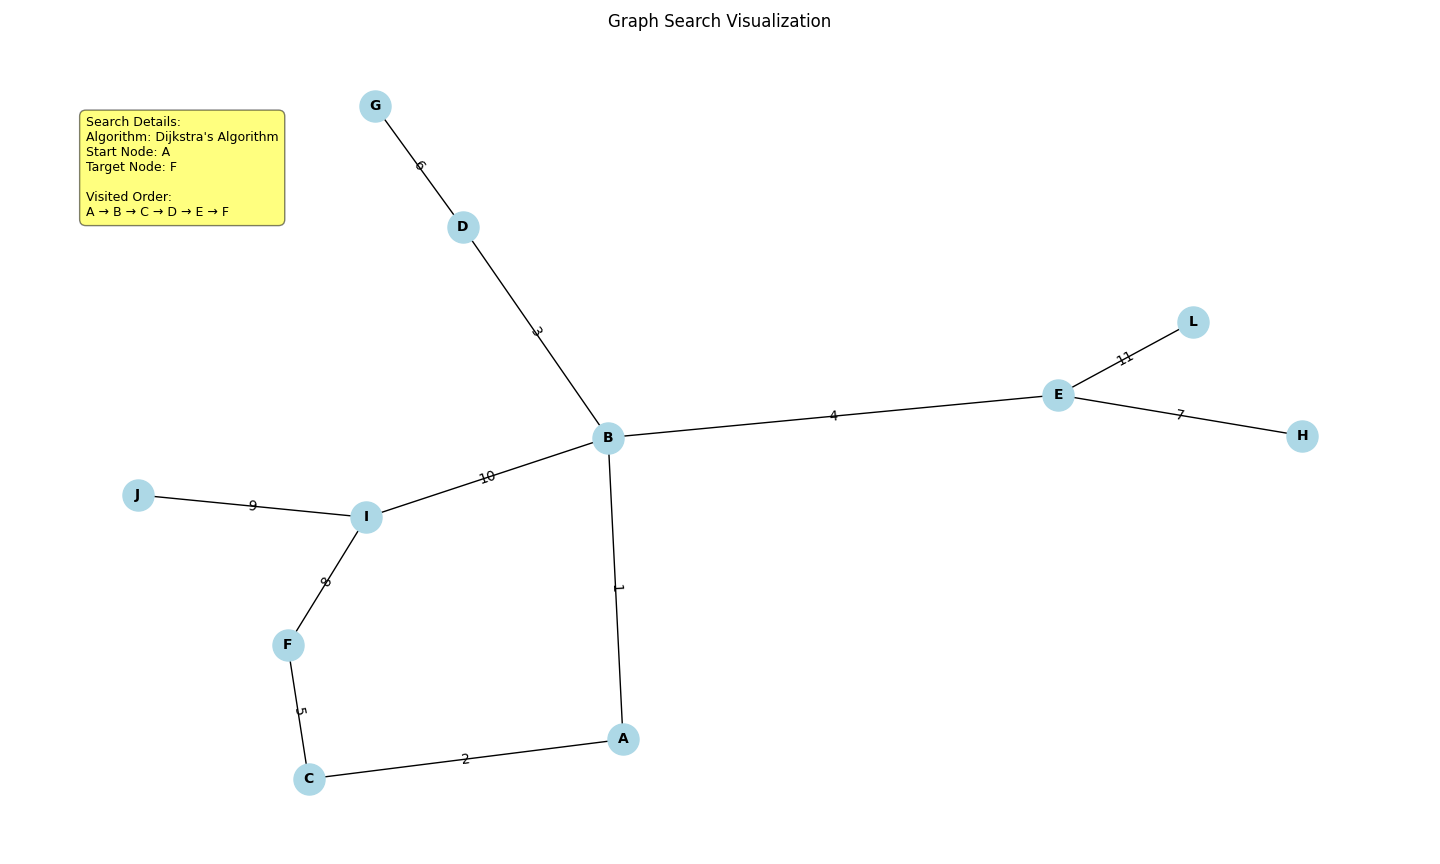 Graph Search Visualization
G
Search Details:
Algorithm: Dijkstra's Algorithm
Start Node: A
Target Node: F
Visited Order:
A → B → C → D → E → F
6
D
L
3
11
E
4
7
B
H
10
J
9
I
8
1
F
5
A
2
C